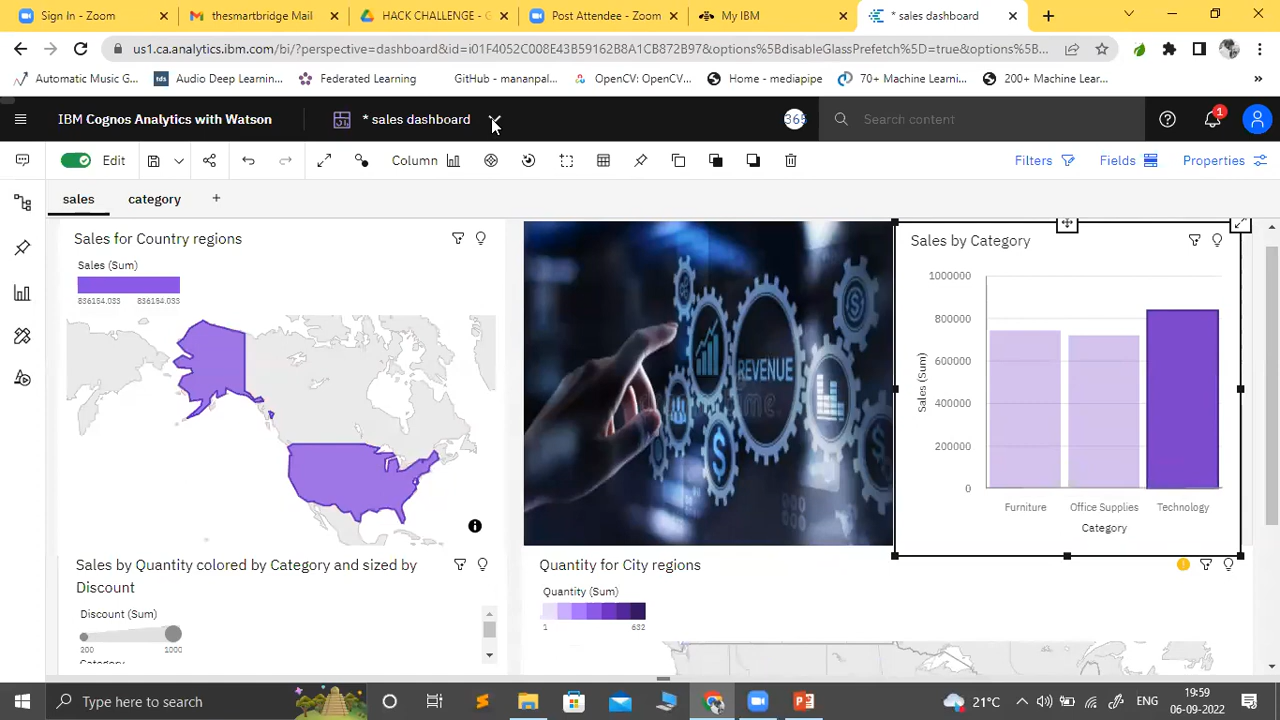 Sign In - Zoom
thesmartbridge Mail
HACK CHALLENGE - G
Post Attendee - Zoom
My IBM
* sales dashboard
us1.ca.analytics.ibm.com/bi/?perspective=dashboard&id=i01F4052C008E43B59162B8A1CB872B97&option%5BdisableGlassPrefetch%5D=true&options%5B...
Automatic Music G...
tds
Audio Deep Learnin...
Federated Learning
GitHub - mananpal...
OpenCV: OpenCV...
Home - mediapipe
70+ Machine Learni...
200+ Machine Lear...
IBM Cognos Analytics with Watson
* sales dashboard
365
Search content
1
Edit
Column
Filters
Fields
Properties
sales
category
Sales for Country regions
Sales (Sum)
836154.033
836154.033
REVENUE
Sales by Category
1000000
800000
600000
400000
200000
0
Sales (Sum)
Furniture
Office Supplies
Technology
Category
Sales by Quantity colored by Category and sized by
Discount
Discount (Sum)
200
1000
Category
Quantity for City regions
Quantity (Sum)
1
632
Type here to search
21°C
ENG
19:59
06-09-2022